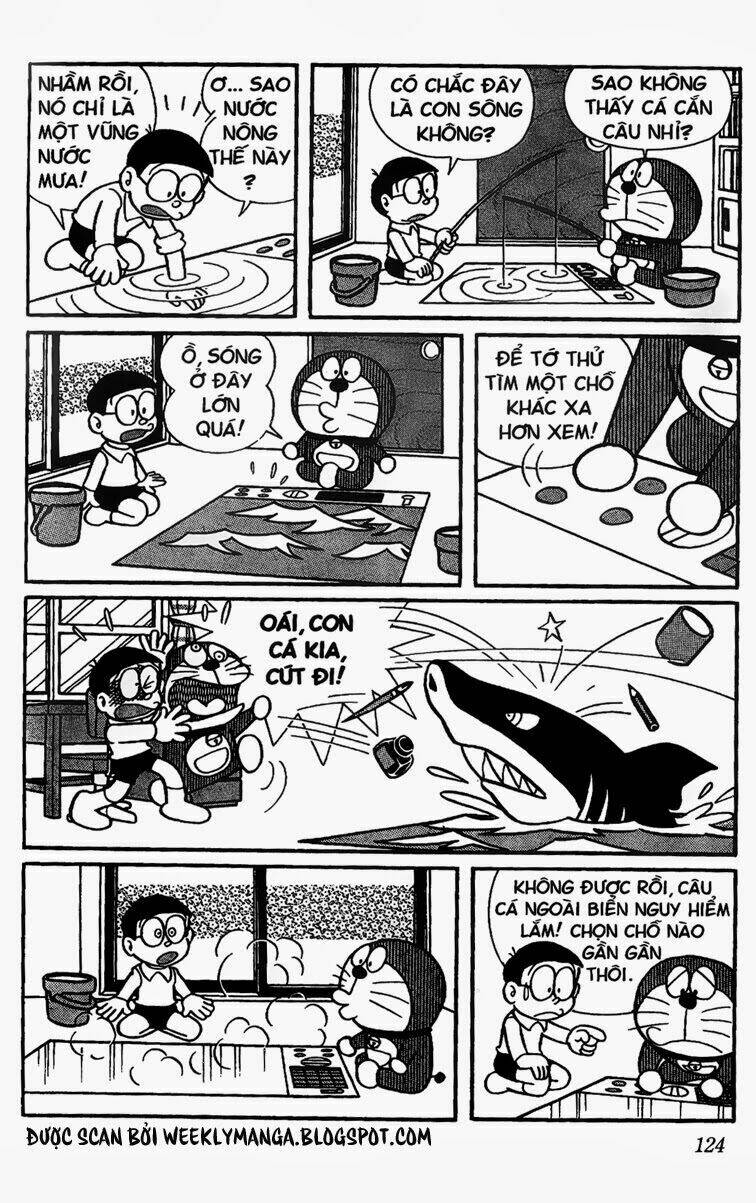 SAO KHÔNG
THẤY CÁ CẮN
CÂU NHỈ?
CÓ CHẮC ĐÂY
LÀ CON SÔNG
KHÔNG?
Ơ... SAO
NƯỚC
NÔNG
THẾ NÀY
?
NHẦM RỒI,
NÓ CHỈ LÀ
MỘT VŨNG
NƯỚC
MƯA!
ĐỂ TỚ THỬ
TÌM MỘT CHỖ
KHÁC XA
HƠN XEM!
Ồ, SÓNG
Ở ĐÂY
LỚN
QUÁ!
OÁI, CON
CÁ KIA,
CỨT ĐI!
KHÔNG ĐƯỢC RỒI, CÂU
CÁ NGOÀI BIỂN NGUY HIỂM
LẮM! CHỌN CHỖ NÀO
GẦN GẦN
THÔI.
ĐƯỢC SCAN BỞI WEEKLYMANGA.BLOGSPOT.COM
124